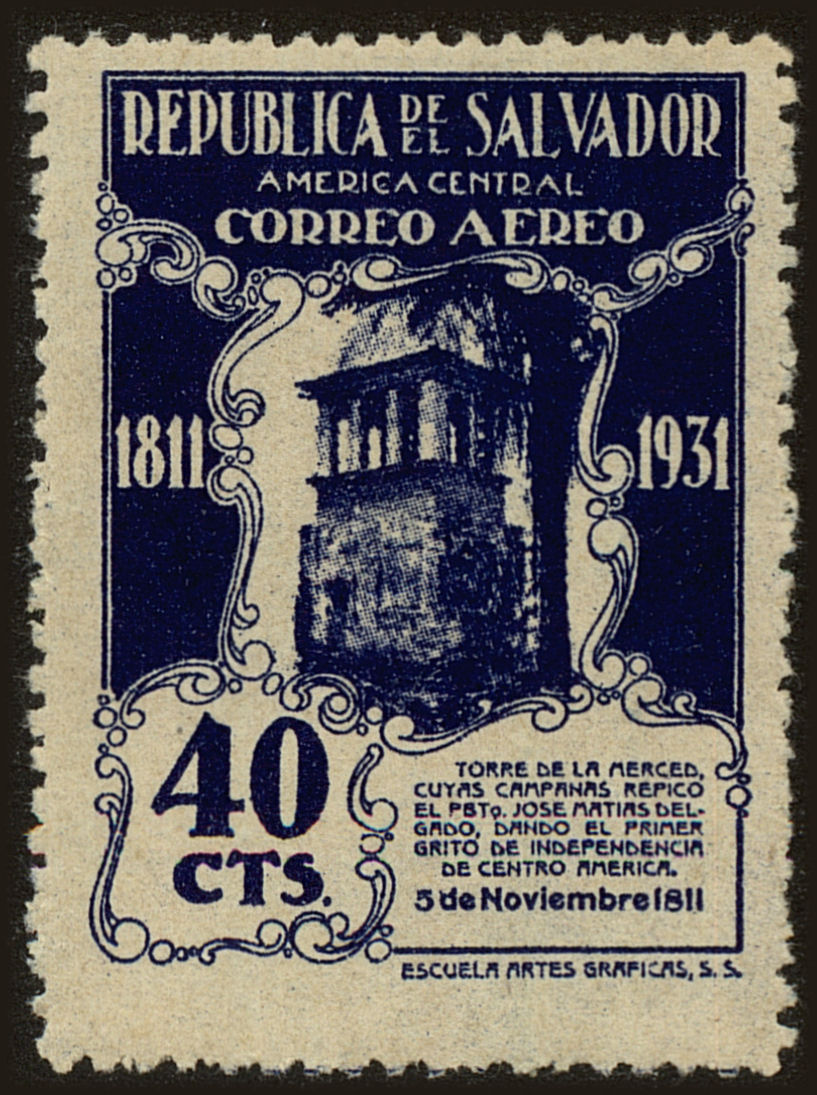 REPUBLICA DE EL SALVADOR
AMERICA CENTRAL
CORREO AEREO
1811 1931
40
CTS.
TORRE DE LA MERCED,
CUYAS CAMPANAS REPICO
EL PBTO. JOSE MATIAS DEL-
GADO, DANDO EL PRIMER
GRITO DE INDEPENDENCIA
DE CENTRO AMERICA.
5 de Noviembre 1811
ESCUELA ARTES GRAFICAS, S. S.